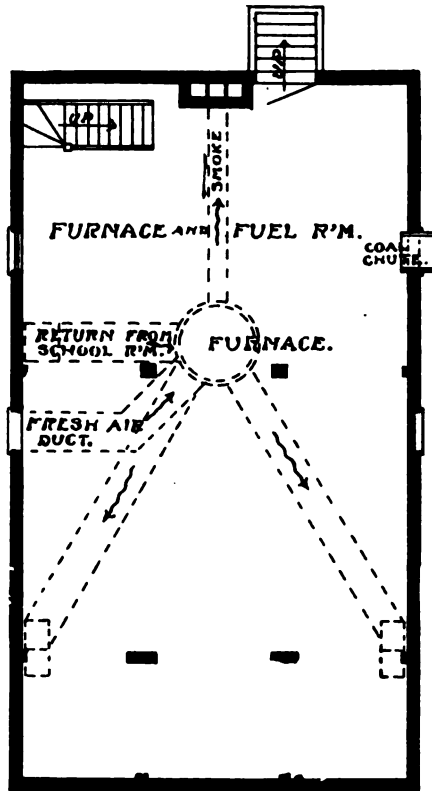 UP
UP
SMOKE
FURNACE AND FUEL R'M.
COAL
CHUTE.
RETURN FROM
SCHOOL R'M.
FURNACE.
FRESH AIR
DUCT.